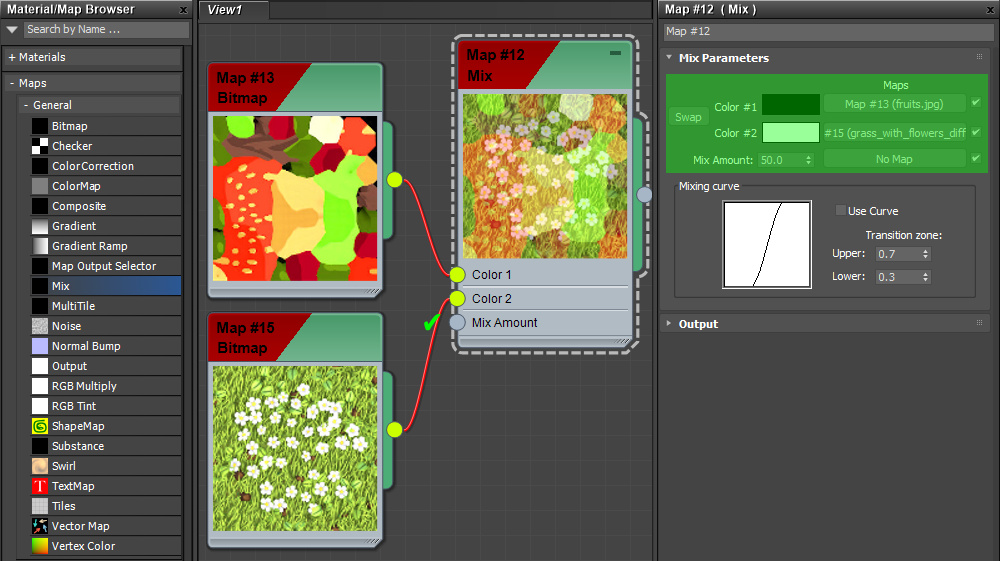 Material/Map Browser x
Search by Name ...
+ Materials
- Maps
- General
Bitmap
Checker
ColorCorrection
ColorMap
Composite
Gradient
Gradient Ramp
Map Output Selector
Mix
MultiTile
Noise
Normal Bump
Output
RGB Multiply
RGB Tint
ShapeMap
Substance
Swirl
TextMap
Tiles
Vector Map
Vertex Color
View1
Map #13
Bitmap
Map #15
Bitmap
Map #12
Mix
Color 1
Color 2
Mix Amount
Map #12 ( Mix ) x
Map #12
Mix Parameters
Maps
Swap
Color #1 Map #13 (fruits.jpg)
Color #2 #15 (grass_with_flowers_diff
Mix Amount: 50.0 No Map
Mixing curve
Use Curve
Transition zone:
Upper: 0.7
Lower: 0.3
Output